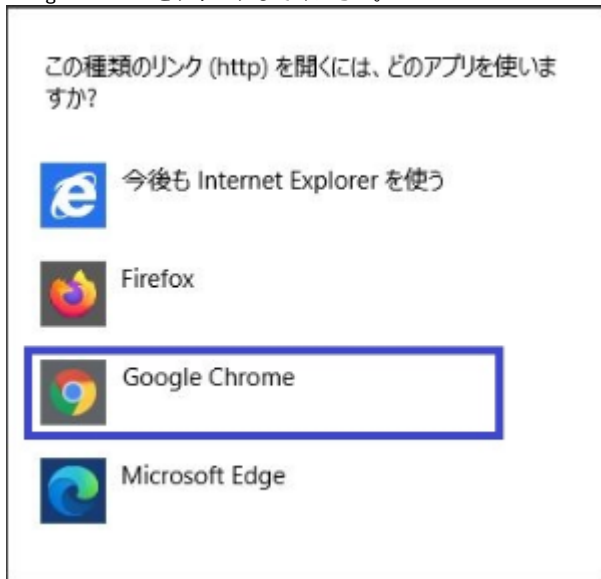 この種類のリンク (http) を開くには、どのアプリを使いま
すか?
今後も Internet Explorer を使う
Firefox
Google Chrome
Microsoft Edge